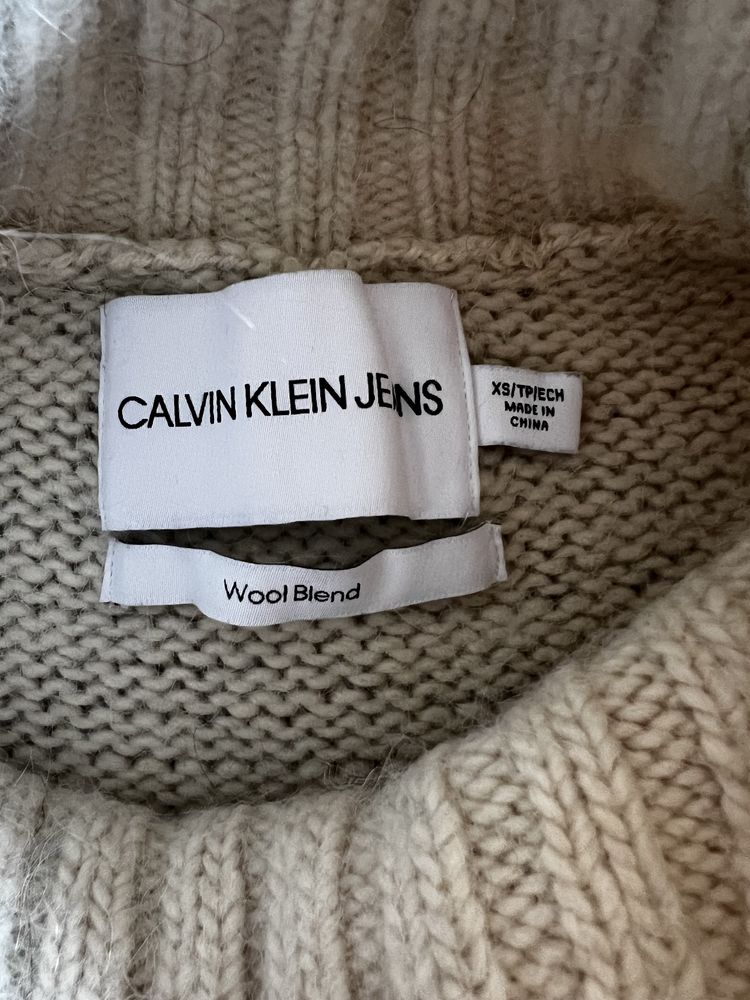 CALVIN KLEIN JEANS
XS/TP/ECH
MADE IN
CHINA
Wool Blend